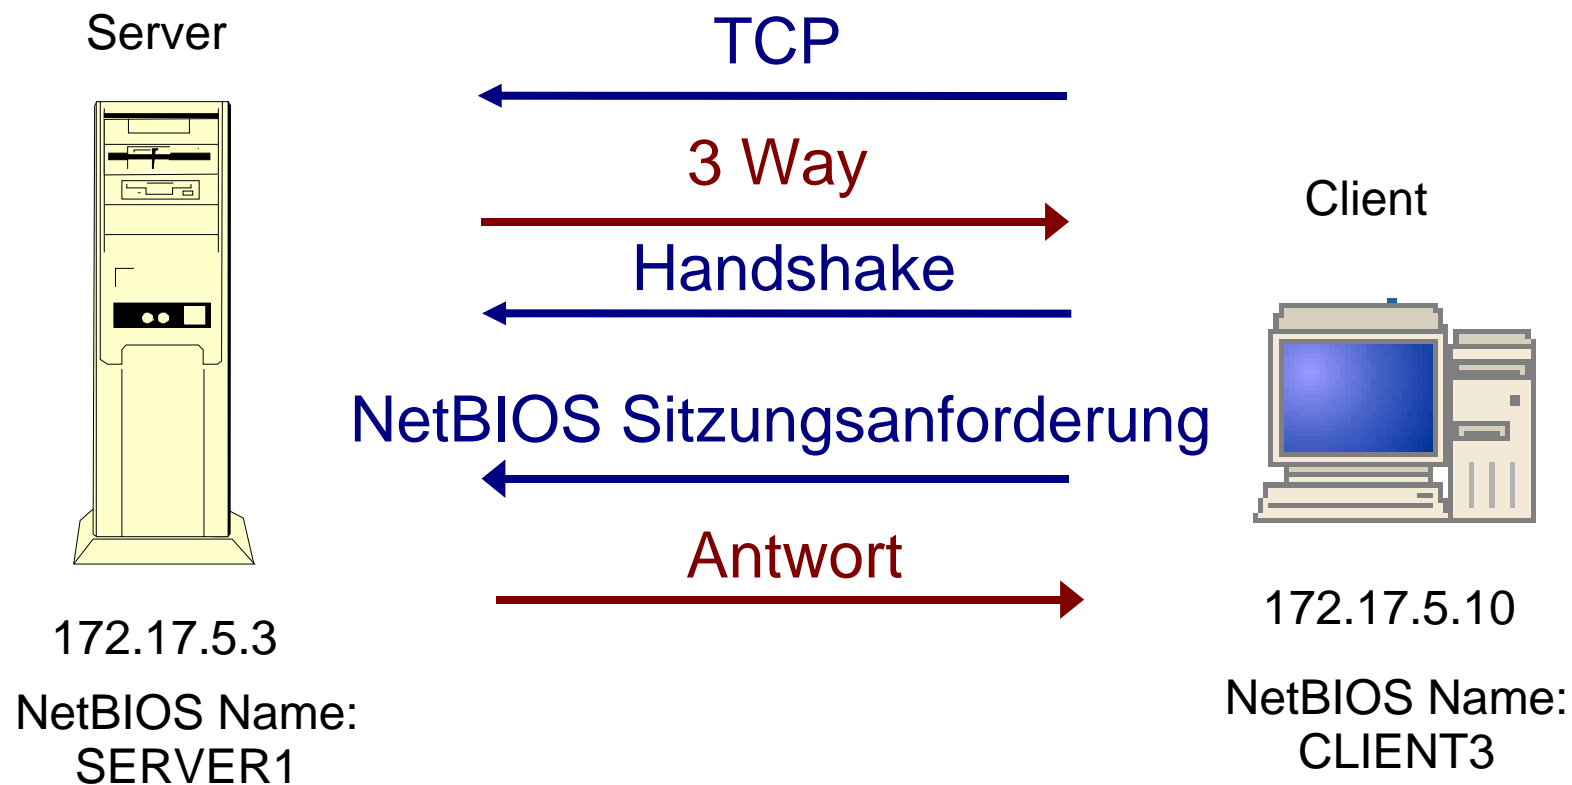 Server
TCP
3 Way
Client
Handshake
NetBIOS Sitzungsanforderung
Antwort
172.17.5.3
172.17.5.10
NetBIOS Name:
SERVER1
NetBIOS Name:
CLIENT3